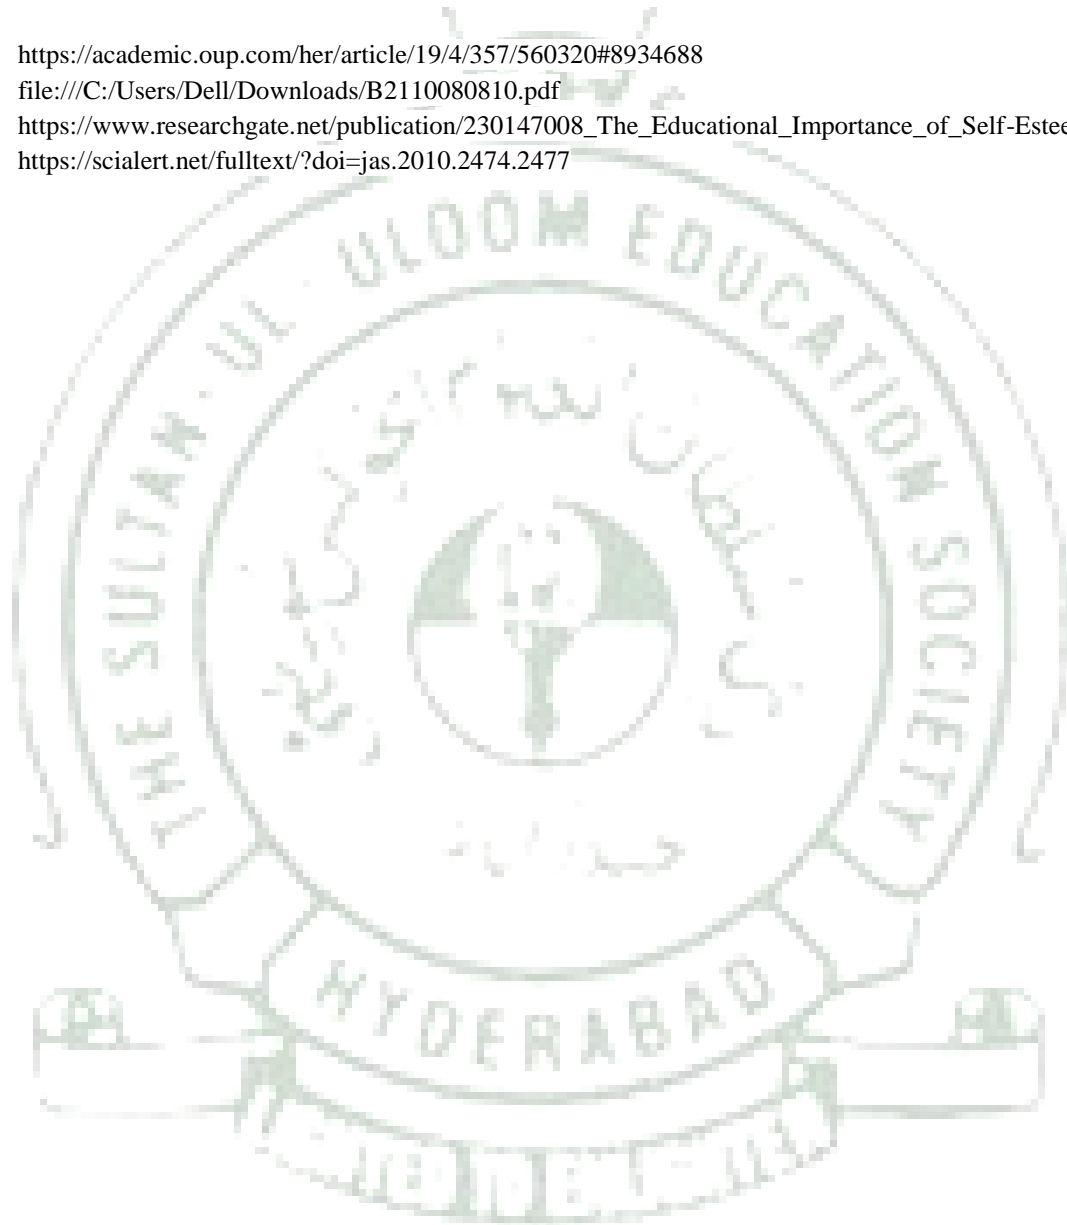 https://academic.oup.com/her/article/19/4/357/560320#8934688
file:///C:/Users/Dell/Downloads/B2110080810.pdf
https://www.researchgate.net/publication/230147008_The_Educational_Importance_of_Self-Estee
https://scialert.net/fulltext/?doi=jas.2010.2474.2477
THE SULTAN-UL-ULOOM EDUCATION SOCIETY
HYDERABAD